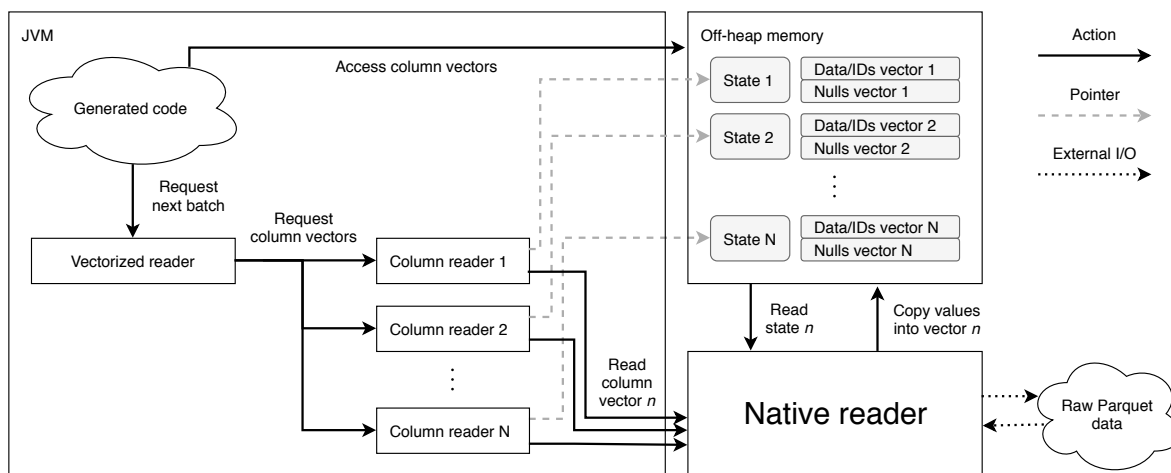 JVM
Generated code
Access column vectors
Request
next batch
Vectorized reader
Request
column vectors
Column reader 1
Column reader 2
⋮
Column reader N
Read
column
vector n
Off-heap memory
State 1
Data/IDs vector 1
Nulls vector 1
State 2
Data/IDs vector 2
Nulls vector 2
⋮
State N
Data/IDs vector N
Nulls vector N
Read
state n
Copy values
into vector n
Native reader
Raw Parquet
data
Action
Pointer
External I/O